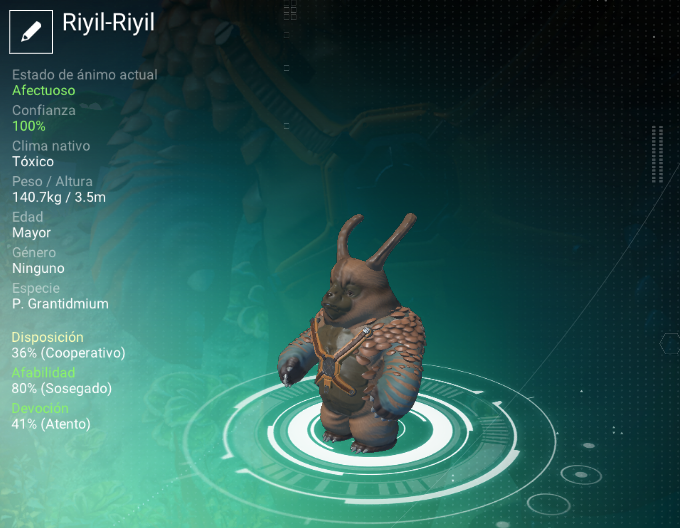 Riyil-Riyil
Estado de ánimo actual
Afectuoso
Confianza
100%
Clima nativo
Tóxico
Peso / Altura
140.7kg / 3.5m
Edad
Mayor
Género
Ninguno
Especie
P. Grantidmium
Disposición
36% (Cooperativo)
Afabilidad
80% (Sosegado)
Devoción
41% (Atento)